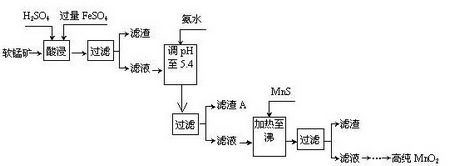 H₂SO₄ 过量 FeSO₄
软锰矿 酸浸 过滤 滤渣
滤液
氨水
调 pH
至 5.4
过滤 滤渣 A
滤液
MnS
加热至
沸
过滤 滤渣
滤液 ······ 高纯 MnO₂